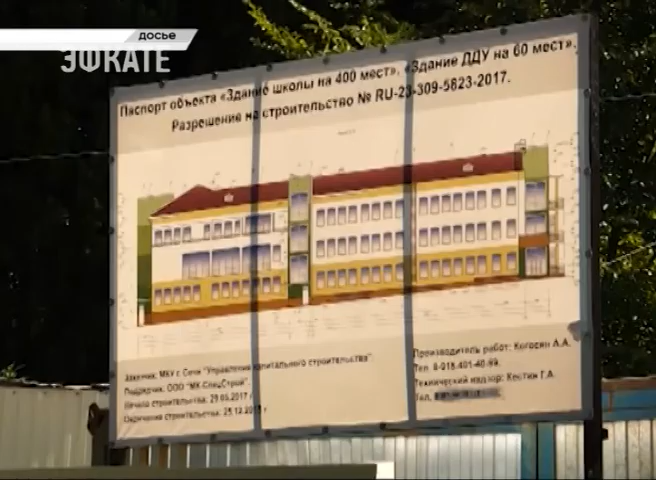 досье
ЭФКАТЕ
Паспорт объекта «Здание школы на 400 мест», «Здание ДДУ на 60 мест».
Разрешение на строительство № RU-23-309-5823-2017.
Заказчик: МКУ г. Сочи "Управление капитального строительства"
Подрядчик: ООО "МК-СпецСтрой".
Начало строительства: 29.05.2017 г
Окончание строительства: 25.12
Производитель работ: Когосян А.А.
Тел. 8-918-401-40-99.
Технический надзор: Кектин Г.А.
Тел.